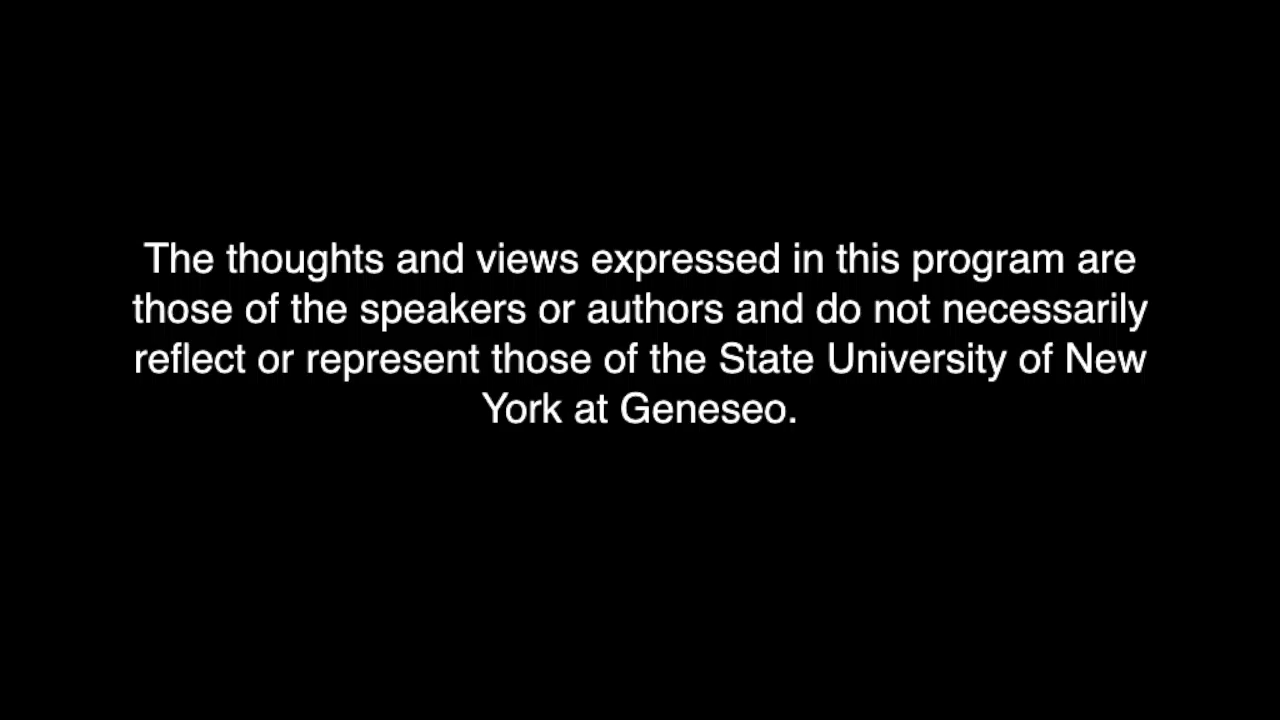 The thoughts and views expressed in this program are
those of the speakers or authors and do not necessarily
reflect or represent those of the State University of New
York at Geneseo.